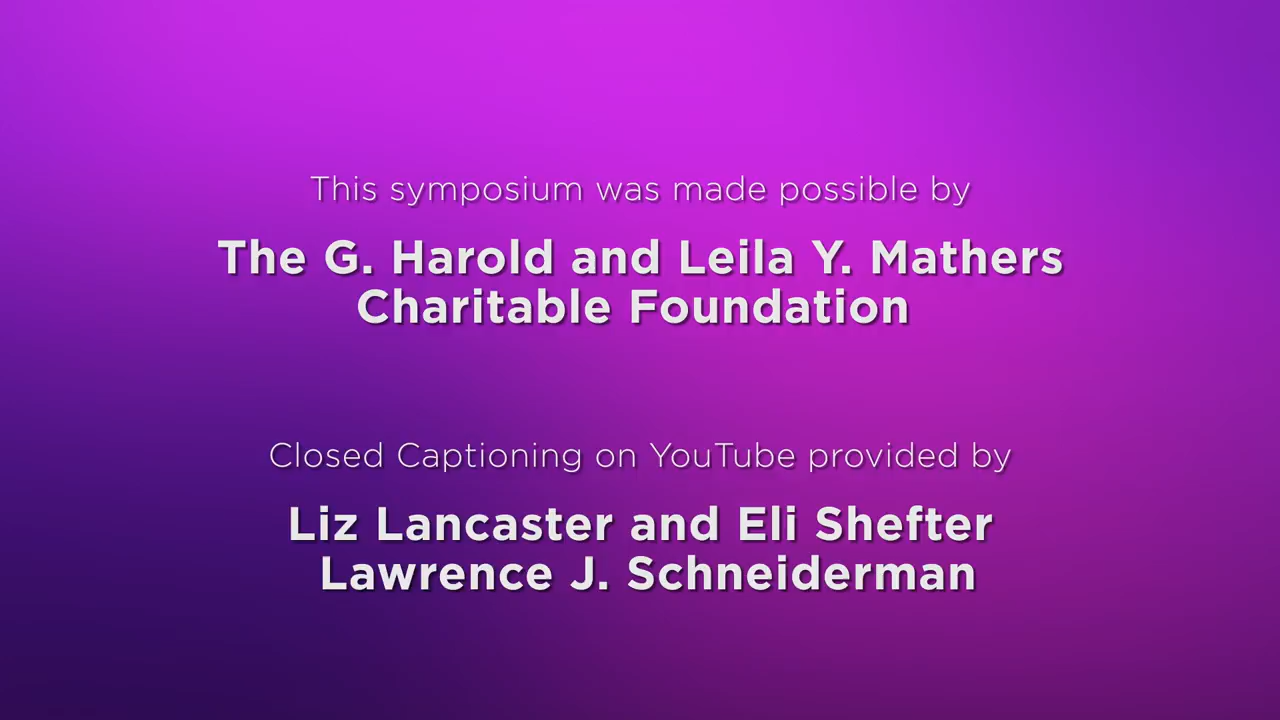 This symposium was made possible by
The G. Harold and Leila Y. Mathers
Charitable Foundation
Closed Captioning on YouTube provided by
Liz Lancaster and Eli Shefter
Lawrence J. Schneiderman